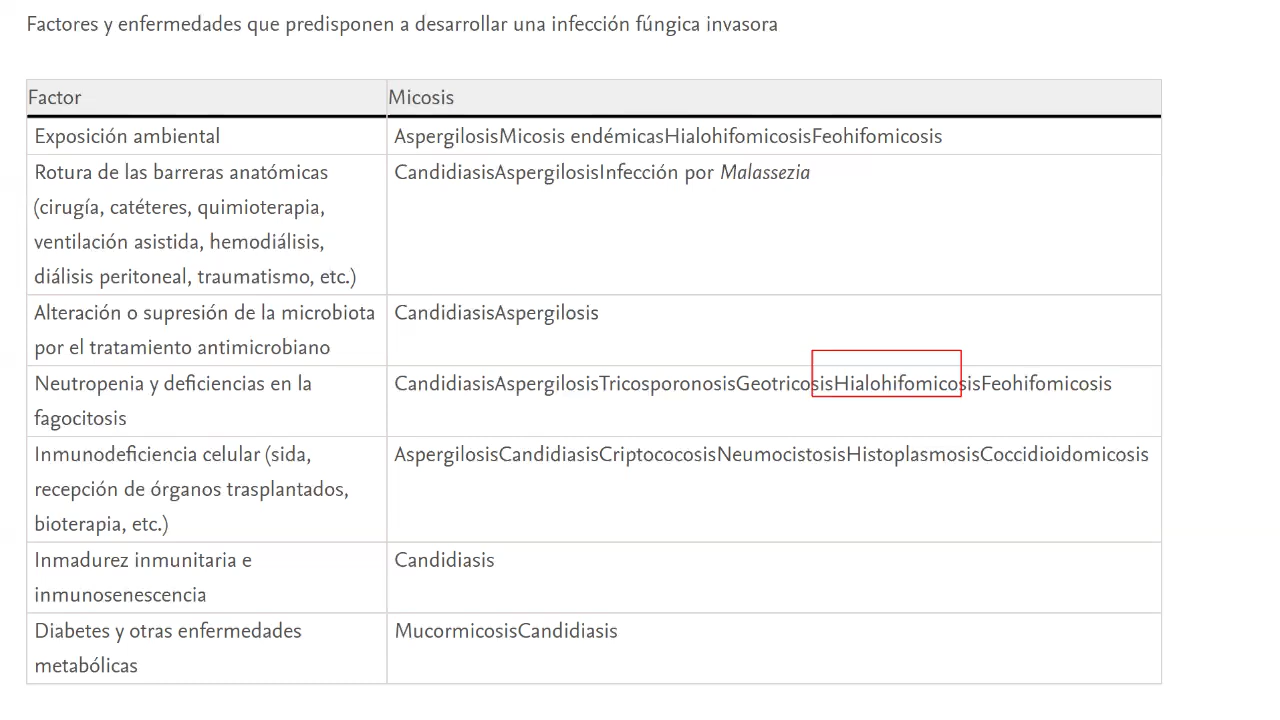 Factores y enfermedades que predisponen a desarrollar una infección fúngica invasora
Factor
Micosis
Exposición ambiental
AspergilosisMicosis endémicasHialohifomicosisFeohifomicosis
Rotura de las barreras anatómicas
(cirugía, catéteres, quimioterapia,
ventilación asistida, hemodiálisis,
diálisis peritoneal, traumatismo, etc.)
CandidiasisAspergilosisInfección por Malassezia
Alteración o supresión de la microbiota
por el tratamiento antimicrobiano
CandidiasisAspergilosis
Neutropenia y deficiencias en la
fagocitosis
CandidiasisAspergilosisTricosporonosisGeotricosisHialohifomicosisFeohifomicosis
Inmunodeficiencia celular (sida,
recepción de órganos trasplantados,
bioterapia, etc.)
AspergilosisCandidiasisCriptococosisNeumocistosisHistoplasmosisCoccidioidomicosis
Inmadurez inmunitaria e
inmunosenescencia
Candidiasis
Diabetes y otras enfermedades
metabólicas
MucormicosisCandidiasis